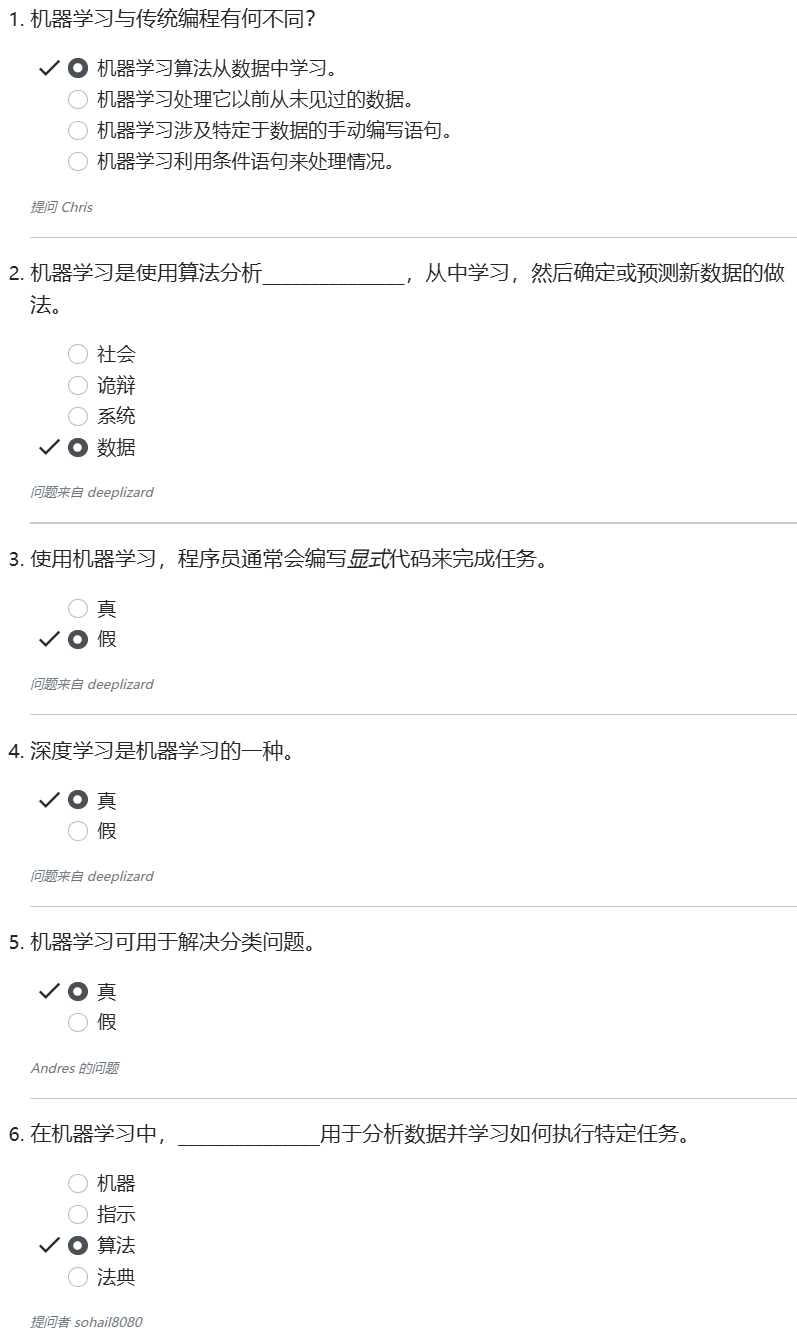 1. 机器学习与传统编程有何不同？
机器学习算法从数据中学习。
机器学习处理它以前从未见过的数据。
机器学习涉及特定于数据的手动编写语句。
机器学习利用条件语句来处理情况。
提问 Chris
2. 机器学习是使用算法分析_______________，从中学习，然后确定或预测新数据的做
法。
社会
诡辩
系统
数据
问题来自 deeplizard
3. 使用机器学习，程序员通常会编写显式代码来完成任务。
真
假
问题来自 deeplizard
4. 深度学习是机器学习的一种。
真
假
问题来自 deeplizard
5. 机器学习可用于解决分类问题。
真
假
Andres 的问题
6. 在机器学习中，_______________用于分析数据并学习如何执行特定任务。
机器
指示
算法
法典
提问者 sohail8080